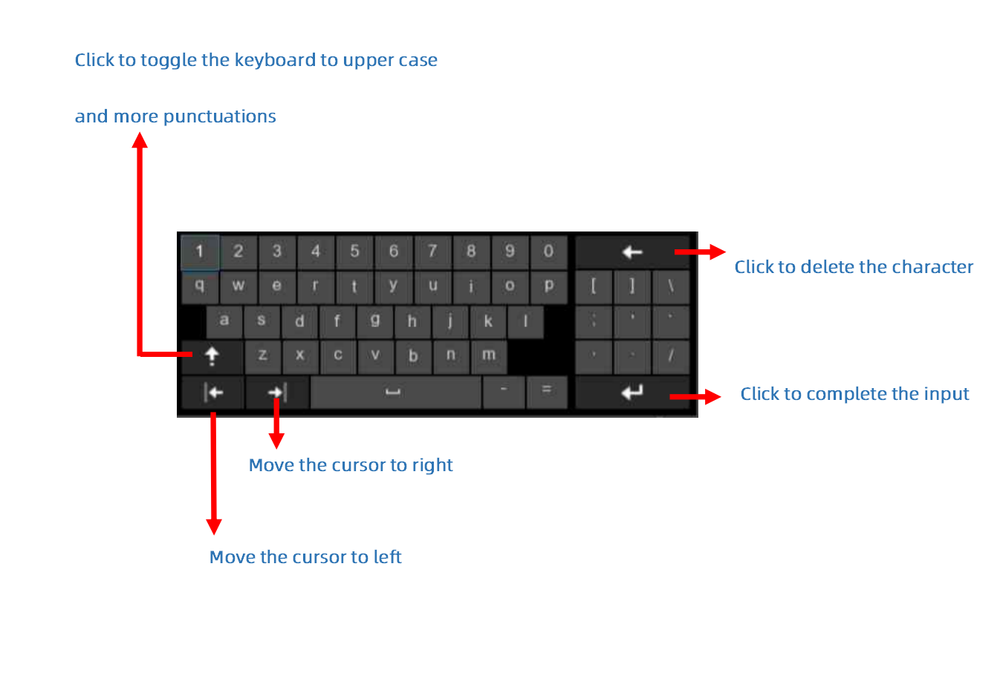 Click to toggle the keyboard to upper case
and more punctuations
1 2 3 4 5 6 7 8 9 0
Click to delete the character
q w e r t y u i o p [ ] \
a s d f g h j k l ; ' `
z x c v b n m , . /
- =
Click to complete the input
Move the cursor to right
Move the cursor to left